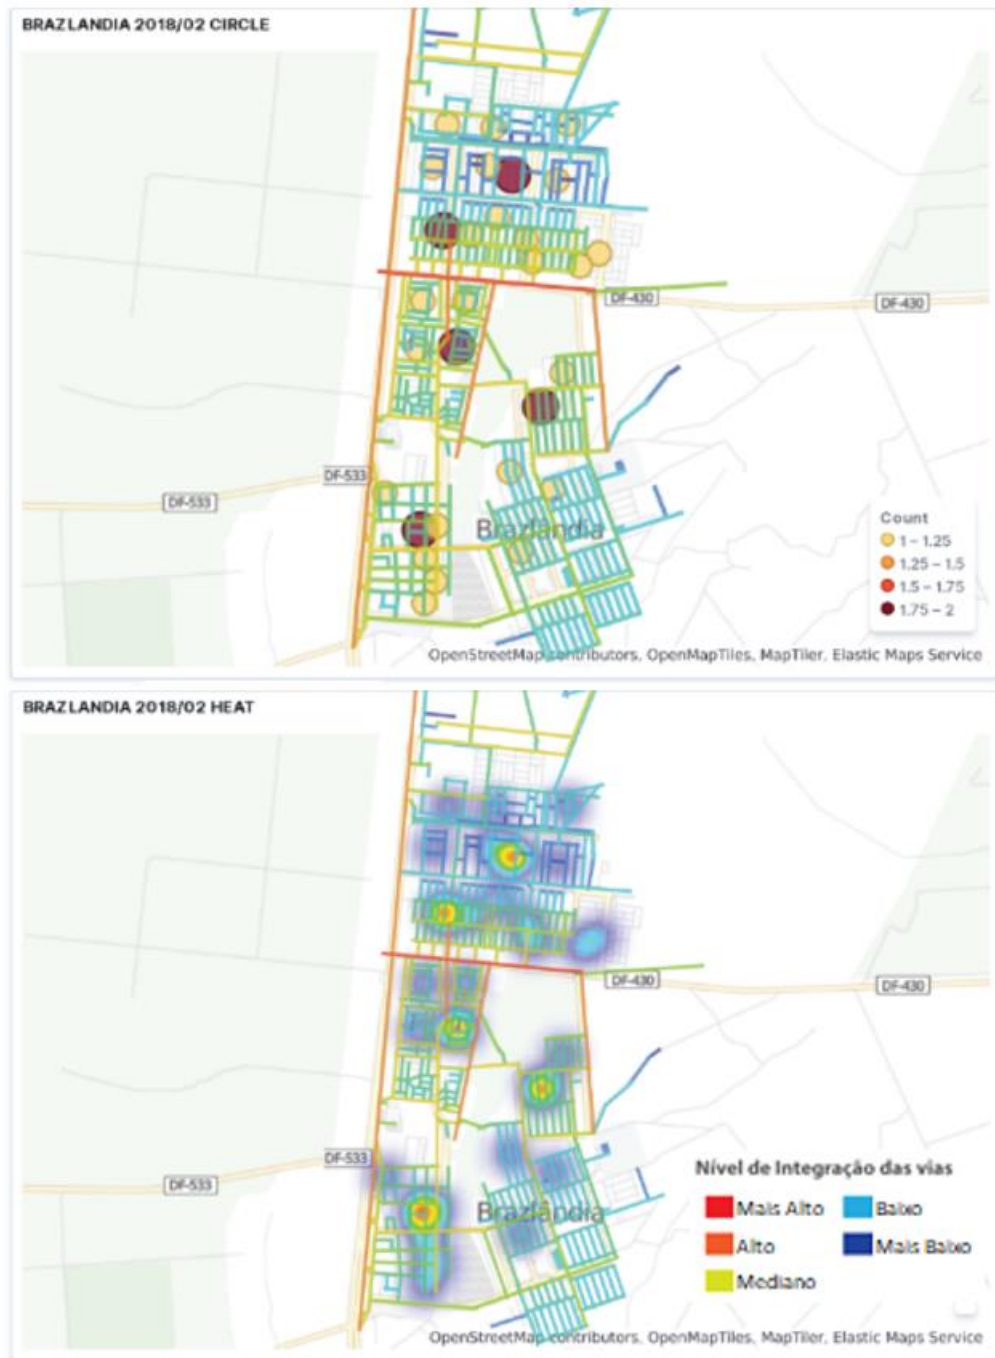 BRAZLANDIA 2018/02 CIRCLE
DF-430
DF-430
DF-533
DF-533
Brazlândia
Count
1 – 1.25
1.25 – 1.5
1.5 – 1.75
1.75 – 2
OpenStreetMap contributors, OpenMapTiles, MapTiler, Elastic Maps Service
BRAZLANDIA 2018/02 HEAT
DF-430
DF-430
DF-533
DF-533
Brazlândia
Nível de Integração das vias
Mais Alto
Baixo
Alto
Mais Baixo
Mediano
OpenStreetMap contributors, OpenMapTiles, MapTiler, Elastic Maps Service